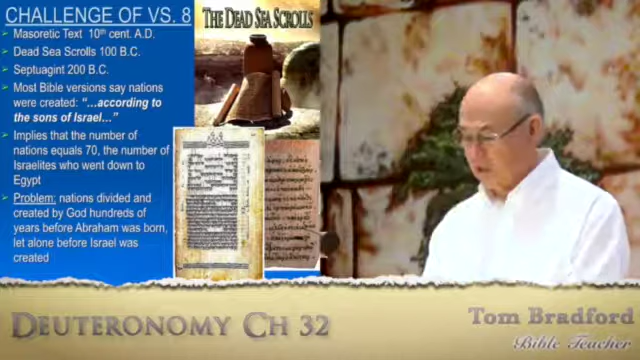 CHALLENGE OF VS. 8
Masoretic Text 10th cent. A.D.
Dead Sea Scrolls 100 B.C.
Septuagint 200 B.C.
Most Bible versions say nations
were created: “…according to
the sons of Israel…”
Implies that the number of
nations equals 70, the number of
Israelites who went down to
Egypt
Problem: nations divided and
created by God hundreds of
years before Abraham was born,
let alone before Israel was
created
THE DEAD SEA SCROLLS
DEUTERONOMY CH 32
Tom Bradford
Bible Teacher